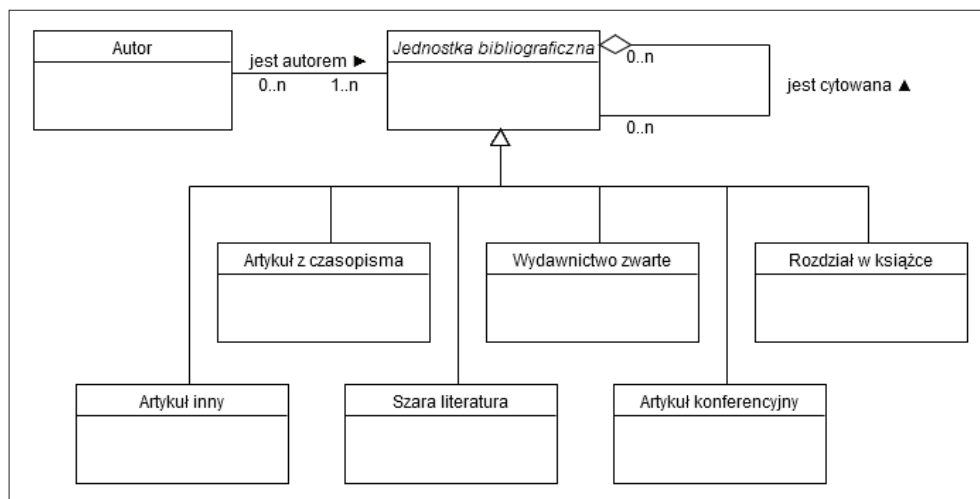 Autor
jest autorem ►
0..n
1..n
Jednostka bibliograficzna
0..n
jest cytowana ▲
0..n
Artykuł z czasopisma
Wydawnictwo zwarte
Rozdział w książce
Artykuł inny
Szara literatura
Artykuł konferencyjny